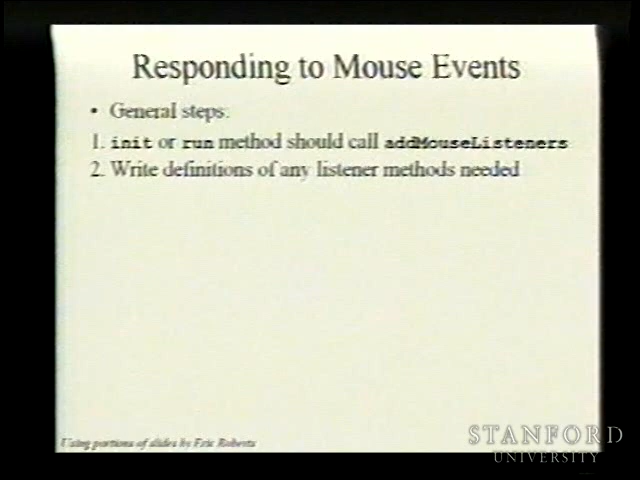 Responding to Mouse Events
• General steps:
1. init or run method should call addMouseListeners
2. Write definitions of any listener methods needed
Using portions of slides by Eric Roberts
STANFORD
UNIVERSITY